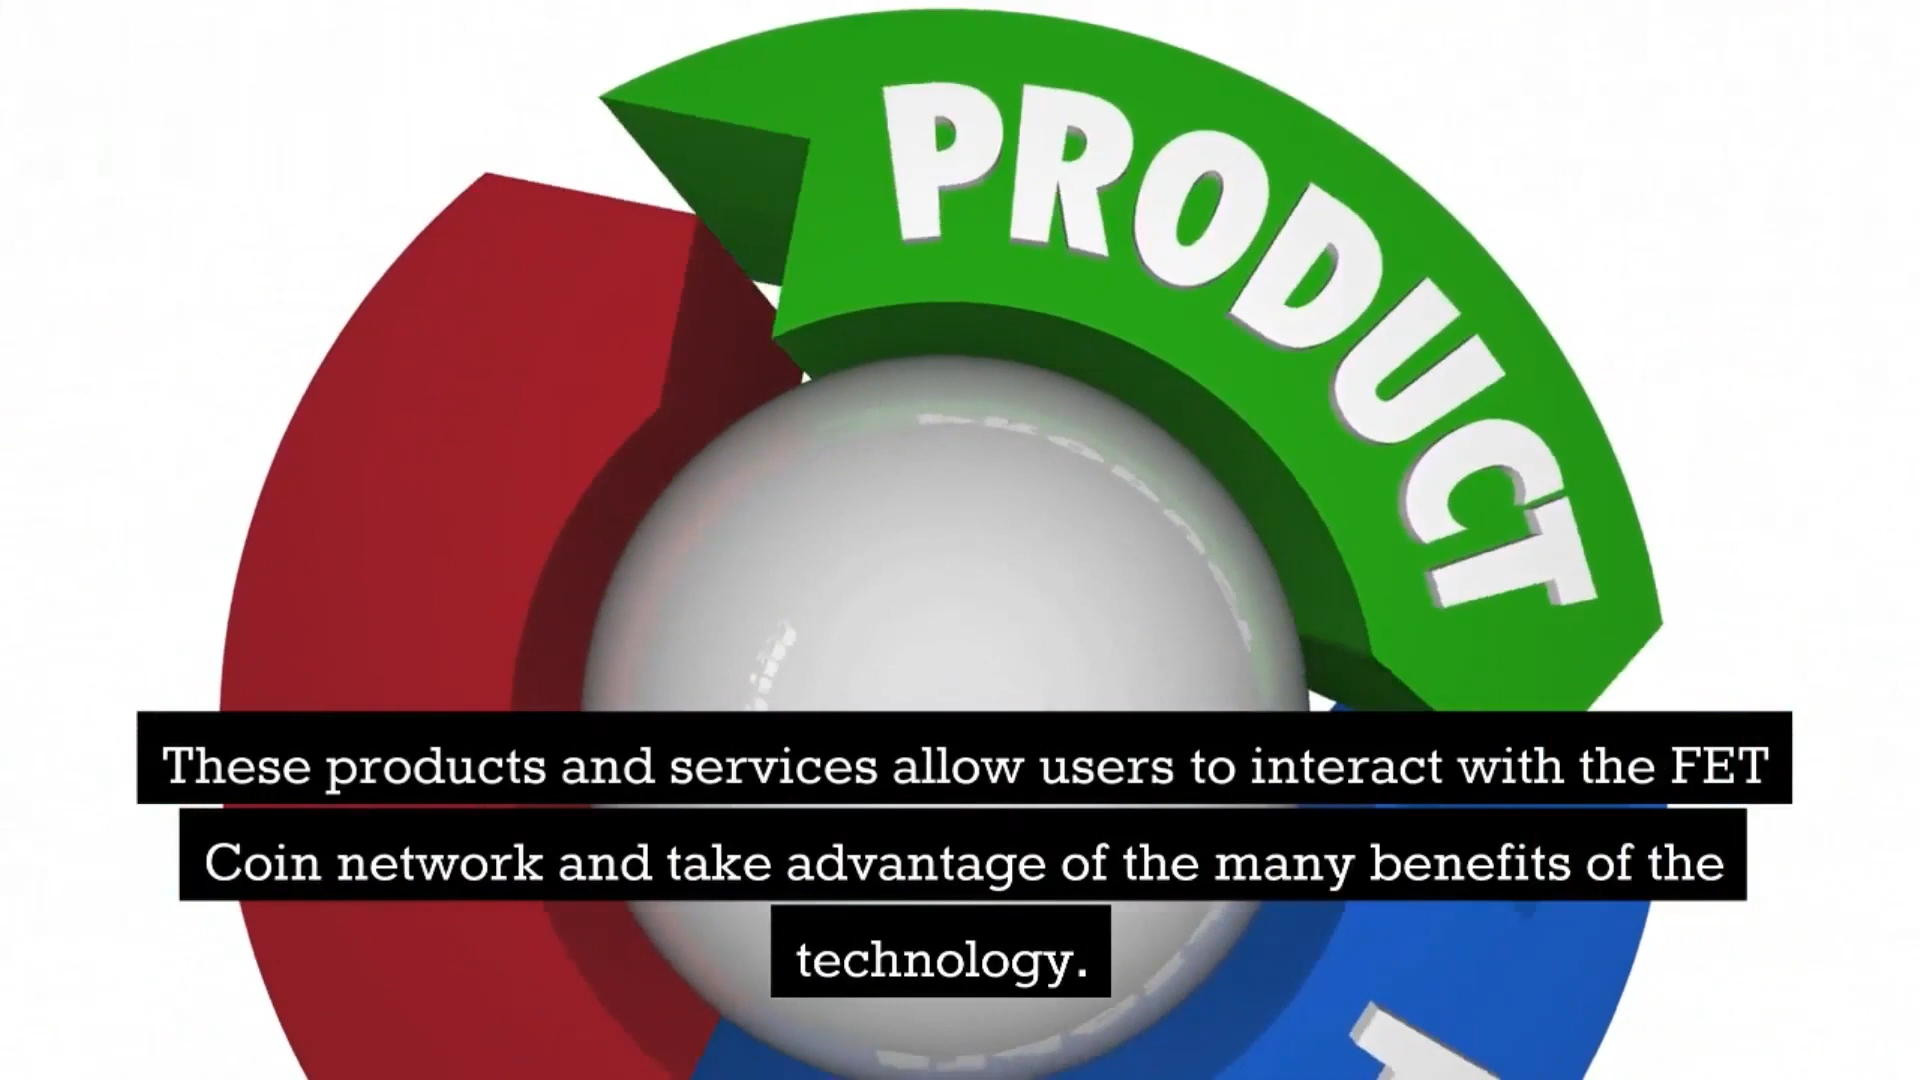 PRODUCT
These products and services allow users to interact with the FET
Coin network and take advantage of the many benefits of the
technology.